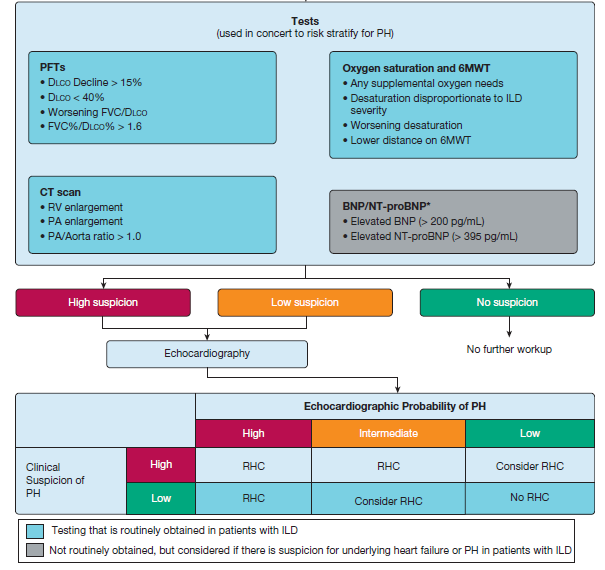 Tests
(used in concert to risk stratify for PH)
PFTs
• DLCO Decline > 15%
• DLCO < 40%
• Worsening FVC/DLCO
• FVC%/DLCO% > 1.6
Oxygen saturation and 6MWT
• Any supplemental oxygen needs
• Desaturation disproportionate to ILD
severity
• Worsening desaturation
• Lower distance on 6MWT
CT scan
• RV enlargement
• PA enlargement
• PA/Aorta ratio > 1.0
BNP/NT-proBNP*
• Elevated BNP (> 200 pg/mL)
• Elevated NT-proBNP (> 395 pg/mL)
High suspicion
Low suspicion
No suspicion
Echocardiography
No further workup
Echocardiographic Probability of PH
High
Intermediate
Low
Clinical
Suspicion of
PH
High
RHC
RHC
Consider RHC
Low
RHC
Consider RHC
No RHC
Testing that is routinely obtained in patients with ILD
Not routinely obtained, but considered if there is suspicion for underlying heart failure or PH in patients with ILD